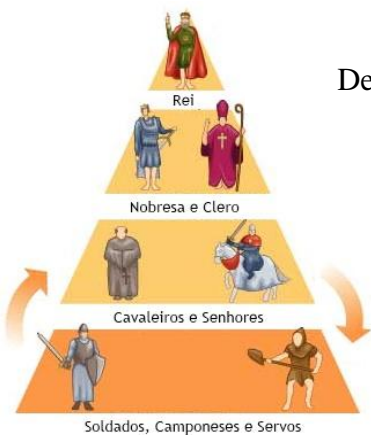 De
Rei
Nobresa e Clero
Cavaleiros e Senhores
Soldados, Camponeses e Servos